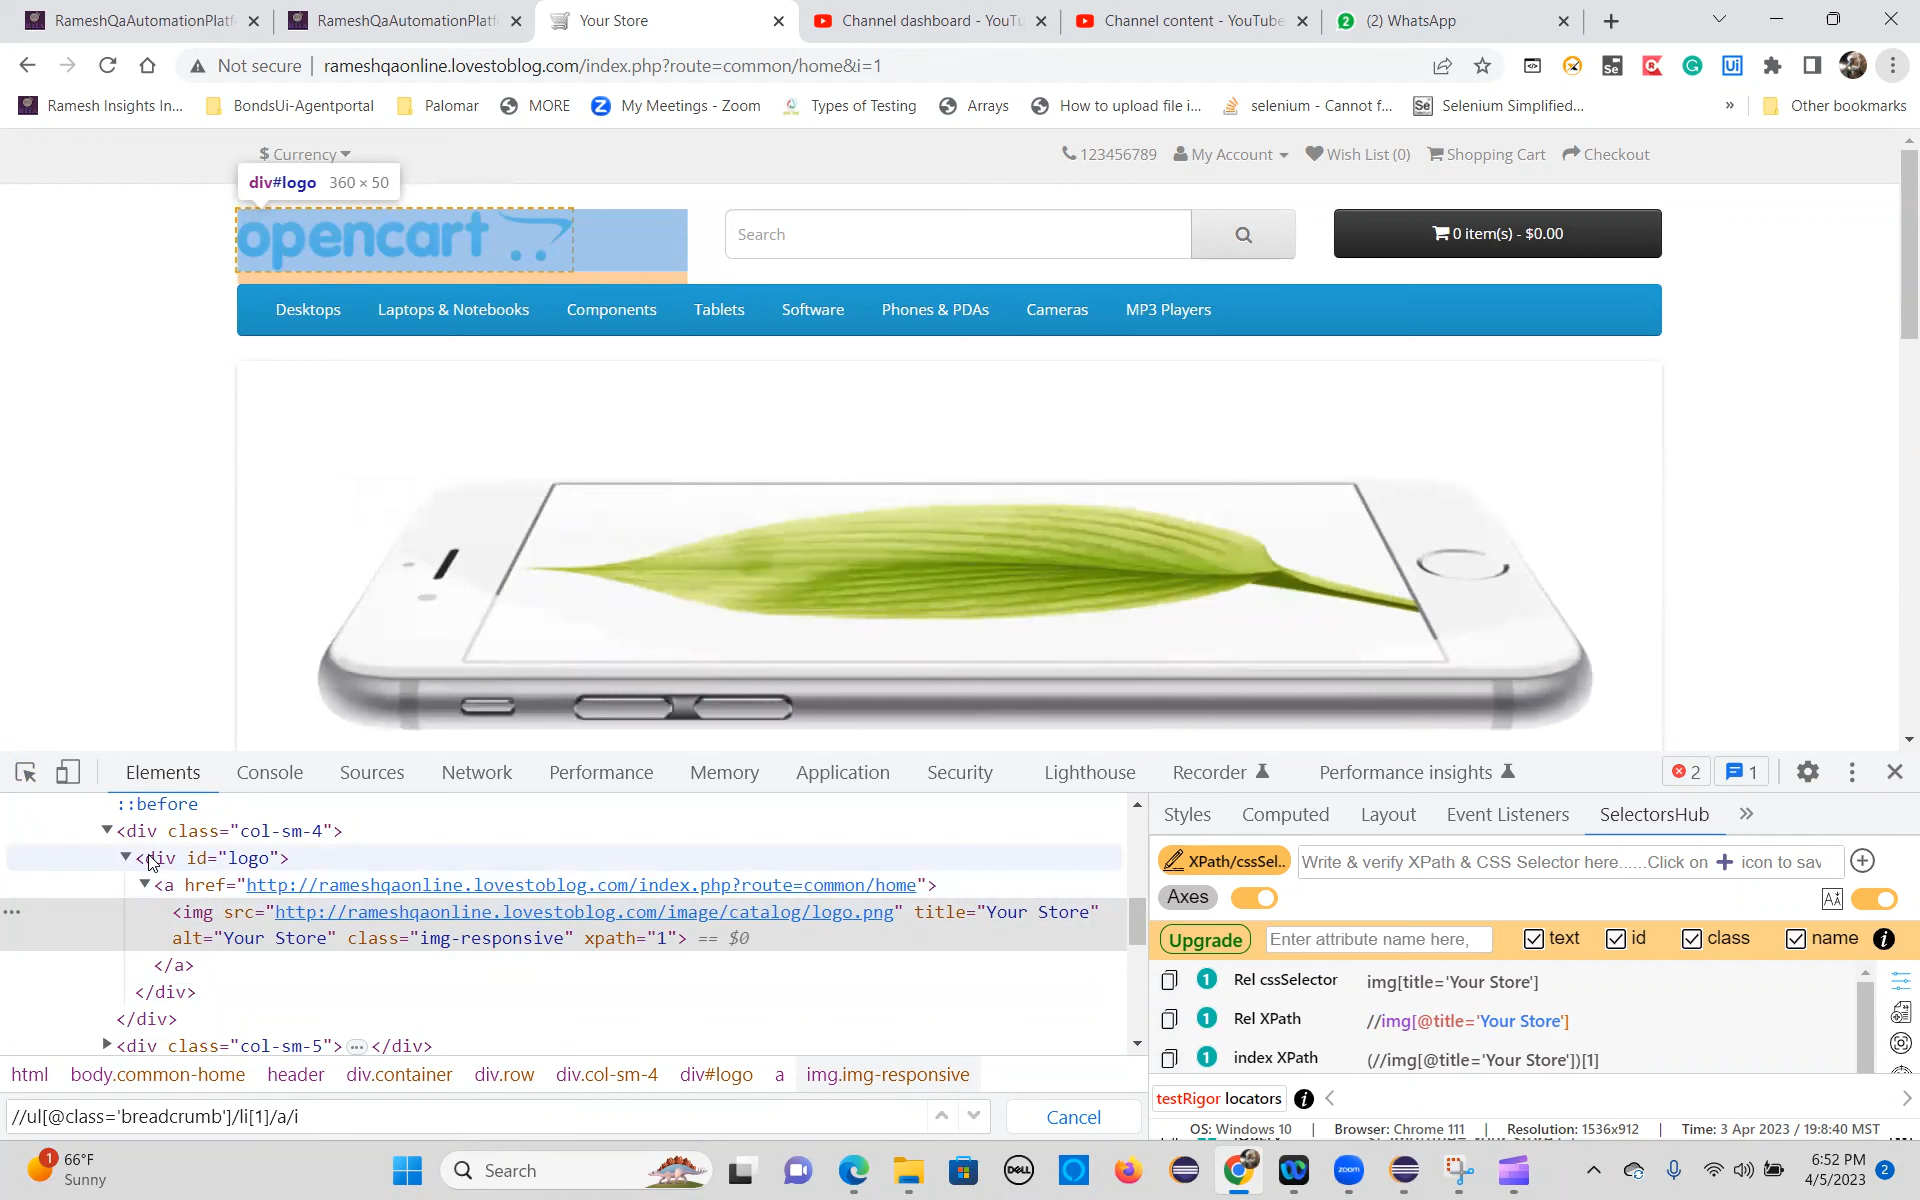 RameshQaAutomationPlatf
RameshQaAutomationPlatf
Your Store
Channel dashboard - YouTu
Channel content - YouTube
(2) WhatsApp
Not secure
rameshqaonline.lovestoblog.com/index.php?route=common/home&i=1
Ramesh Insights In...
BondsUi-Agentportal
Palomar
MORE
My Meetings - Zoom
Types of Testing
Arrays
How to upload file i...
selenium - Cannot f...
Selenium Simplified...
»
Other bookmarks
$ Currency
123456789
My Account
Wish List (0)
Shopping Cart
Checkout
div#logo 360 × 50
opencart
Search
0 item(s) - $0.00
Desktops
Laptops & Notebooks
Components
Tablets
Software
Phones & PDAs
Cameras
MP3 Players
Elements
Console
Sources
Network
Performance
Memory
Application
Security
Lighthouse
Recorder
Performance insights
2
1
::before
<div class="col-sm-4">
<div id="logo">
<a href="http://rameshqaonline.lovestoblog.com/index.php?route=common/home">
<img src="http://rameshqaonline.lovestoblog.com/image/catalog/logo.png" title="Your Store"
alt="Your Store" class="img-responsive" xpath="1"> == $0
</a>
</div>
</div>
<div class="col-sm-5"> … </div>
html body.common-home header div.container div.row div.col-sm-4 div#logo a img.img-responsive
//ul[@class='breadcrumb']/li[1]/a/i
Cancel
Styles
Computed
Layout
Event Listeners
SelectorsHub
»
XPath/cssSel..
Write & verify XPath & CSS Selector here......Click on + icon to sav
Axes
Upgrade
Enter attribute name here,
text
id
class
name
1 Rel cssSelector img[title='Your Store']
1 Rel XPath //img[@title='Your Store']
1 index XPath (//img[@title='Your Store'])[1]
testRigor locators
OS: Windows 10 | Browser: Chrome 111 | Resolution: 1536x912 | Time: 3 Apr 2023 / 19:8:40 MST
1
66°F
Sunny
Search
DELL
zoom
6:52 PM
4/5/2023
2